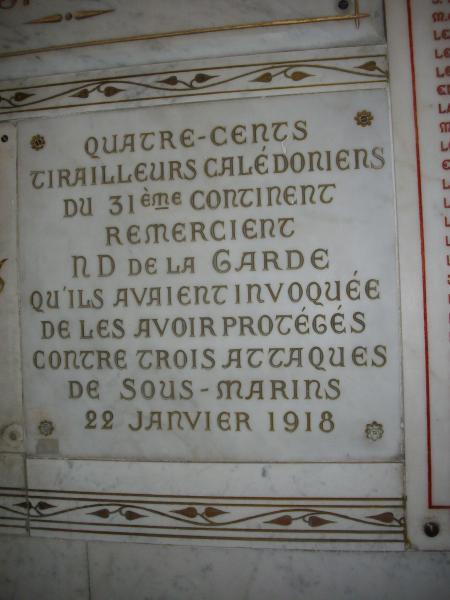 QUATRE-CENTS
TIRAILLEURS CALÉDONIENS
DU 31ÈME CONTINENT
REMERCIENT
ND DE LA GARDE
QU'ILS AVAIENT INVOQUÉE
DE LES AVOIR PROTÉGÉS
CONTRE TROIS ATTAQUES
DE SOUS-MARINS
22 JANVIER 1918